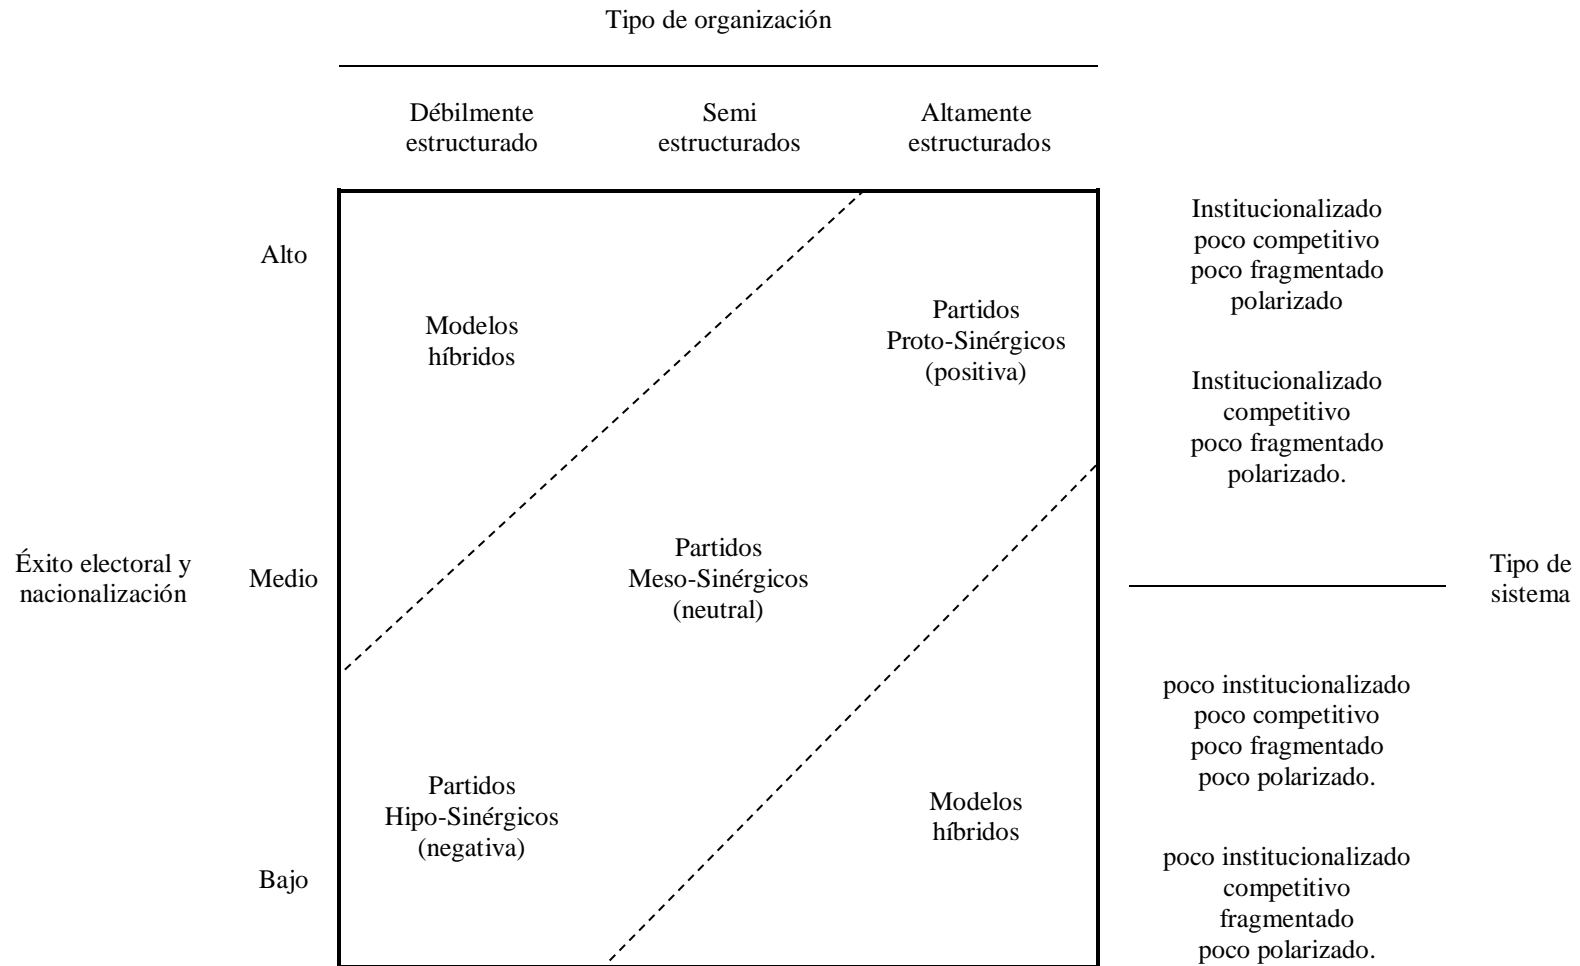 Tipo de organización
Débilmente
estructurado
Semi
estructurados
Altamente
estructurados
Alto
Modelos
híbridos
Partidos
Proto-Sinérgicos
(positiva)
Institucionalizado
poco competitivo
poco fragmentado
polarizado
Institucionalizado
competitivo
poco fragmentado
polarizado.
Éxito electoral y
nacionalización
Medio
Partidos
Meso-Sinérgicos
(neutral)
Tipo de
sistema
Partidos
Hipo-Sinérgicos
(negativa)
Bajo
Modelos
híbridos
poco institucionalizado
poco competitivo
poco fragmentado
poco polarizado.
poco institucionalizado
competitivo
fragmentado
poco polarizado.